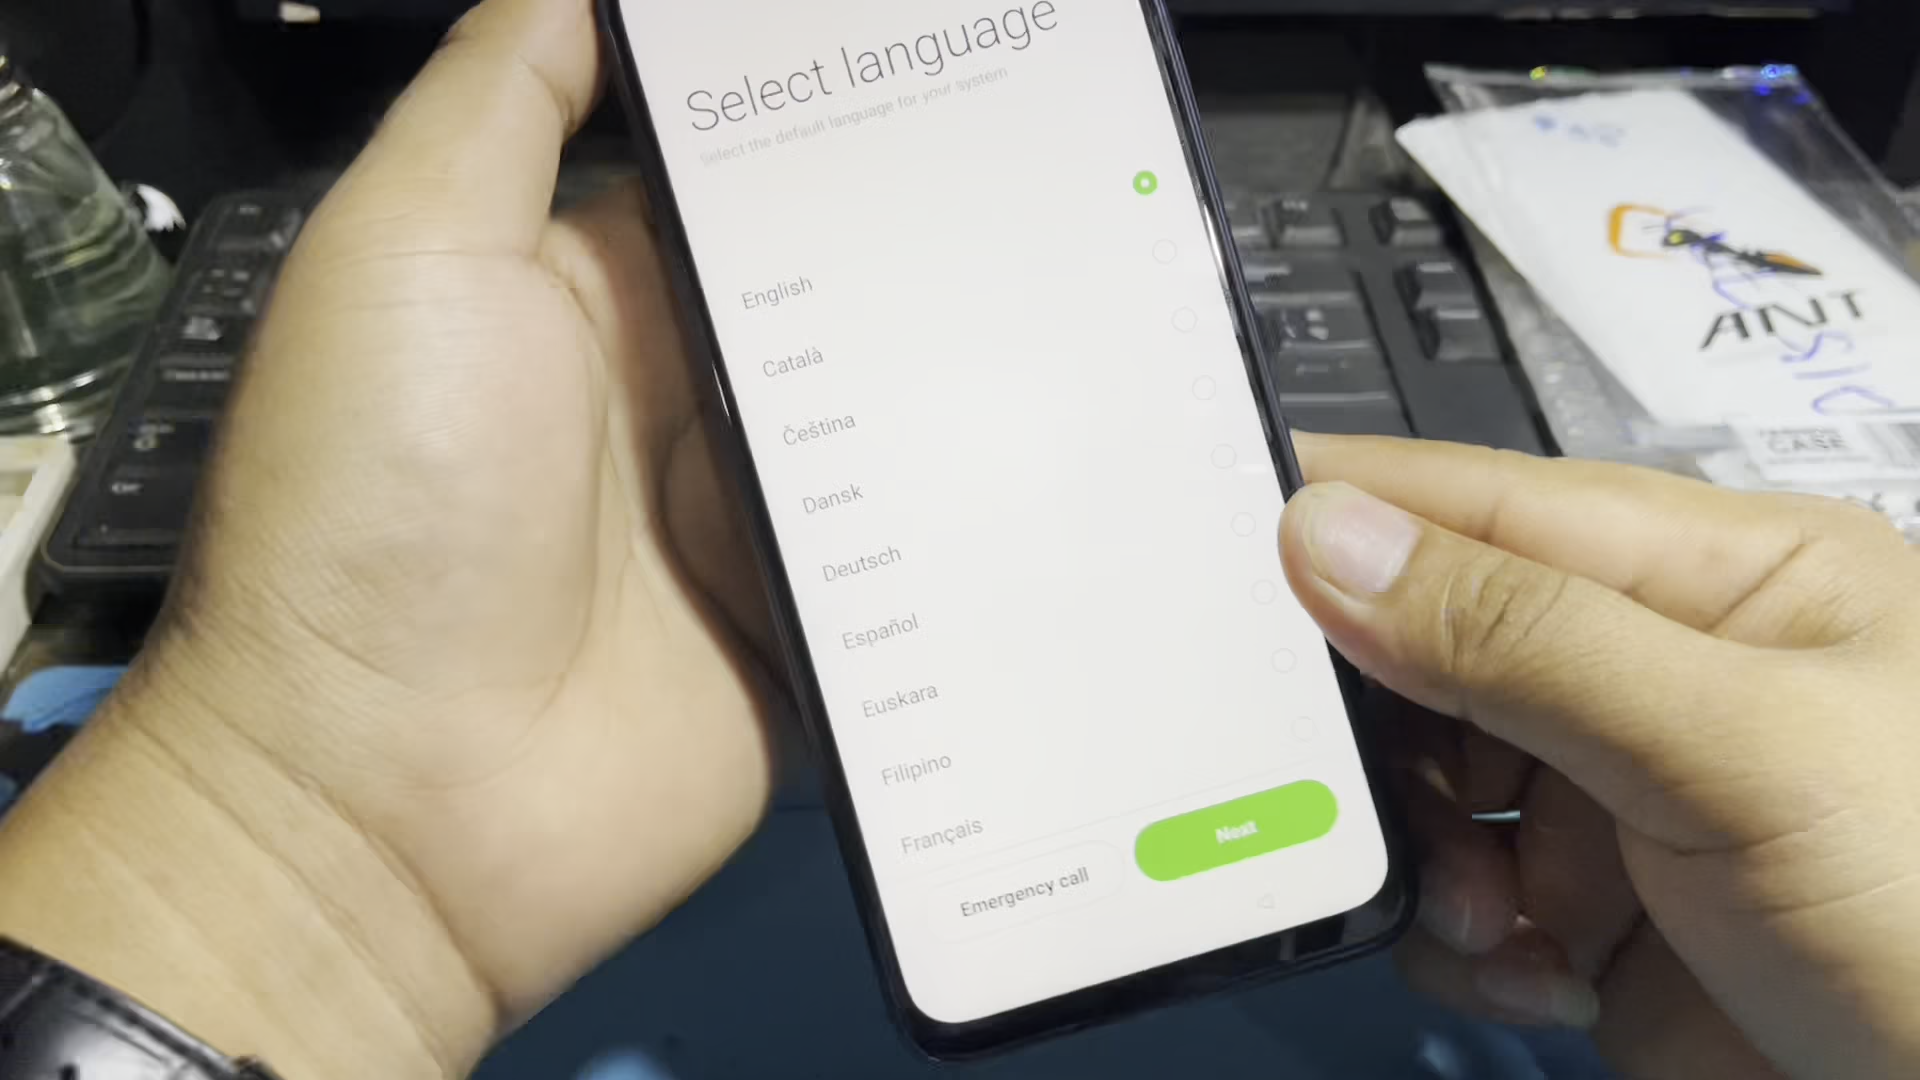 Select language
Select the default language for your system
English
Català
Čeština
Dansk
Deutsch
Español
Euskara
Filipino
Français
Emergency call
Next
ANT
CASE